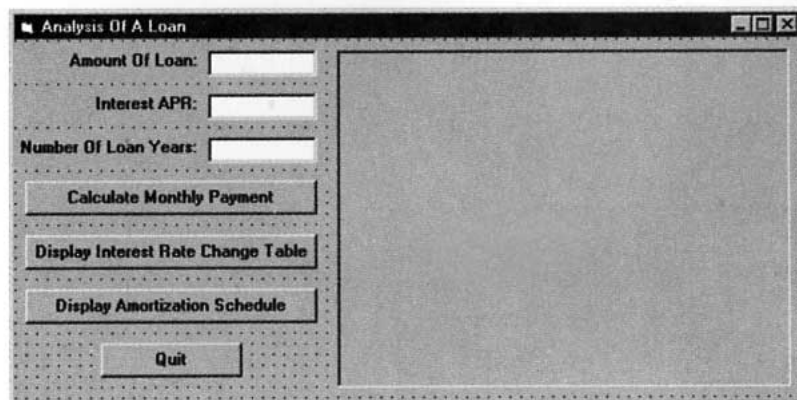 Analysis Of A Loan
Amount Of Loan:
Interest APR:
Number Of Loan Years:
Calculate Monthly Payment
Display Interest Rate Change Table
Display Amortization Schedule
Quit